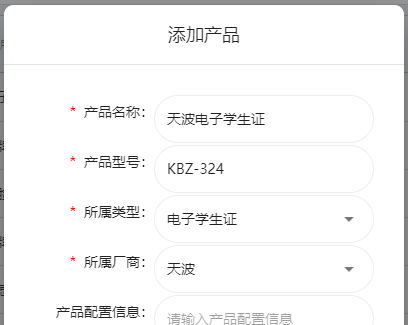 添加产品
* 产品名称： 天波电子学生证
* 产品型号： KBZ-324
* 所属类型： 电子学生证
* 所属厂商： 天波
产品配置信息： 请输入产品配置信息